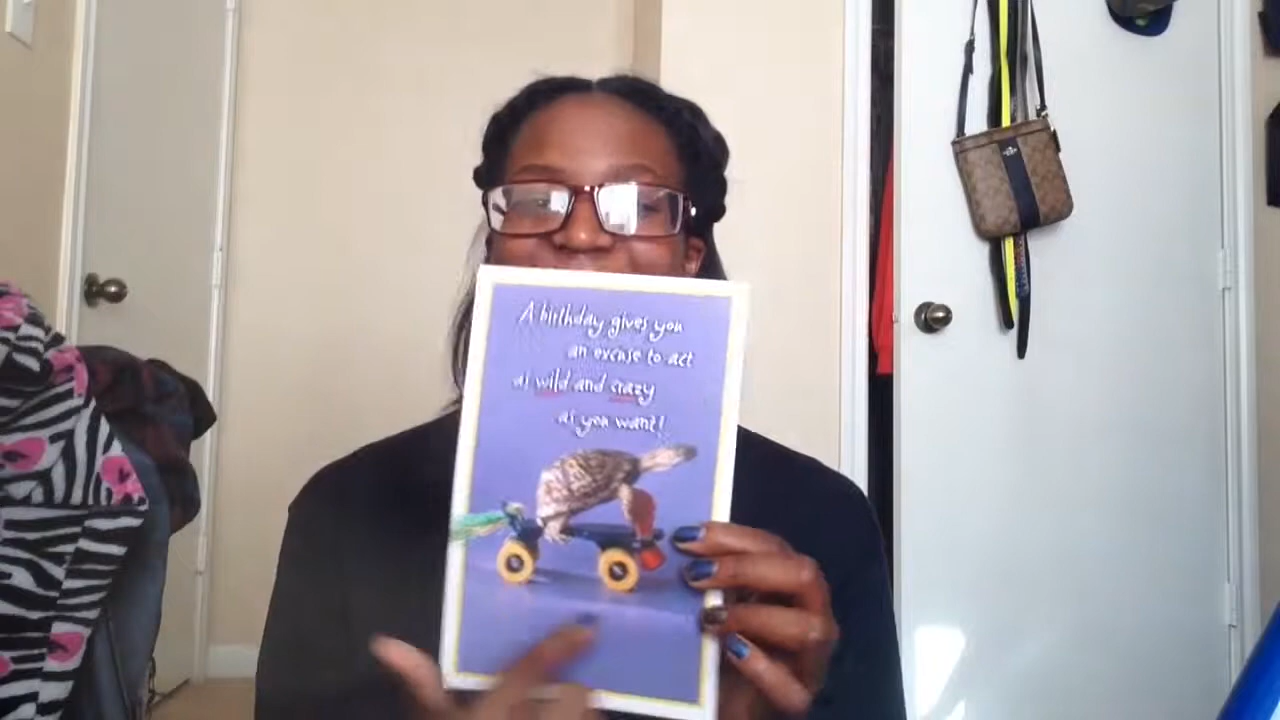 A birthday gives you
an excuse to act
as wild and crazy
as you want!